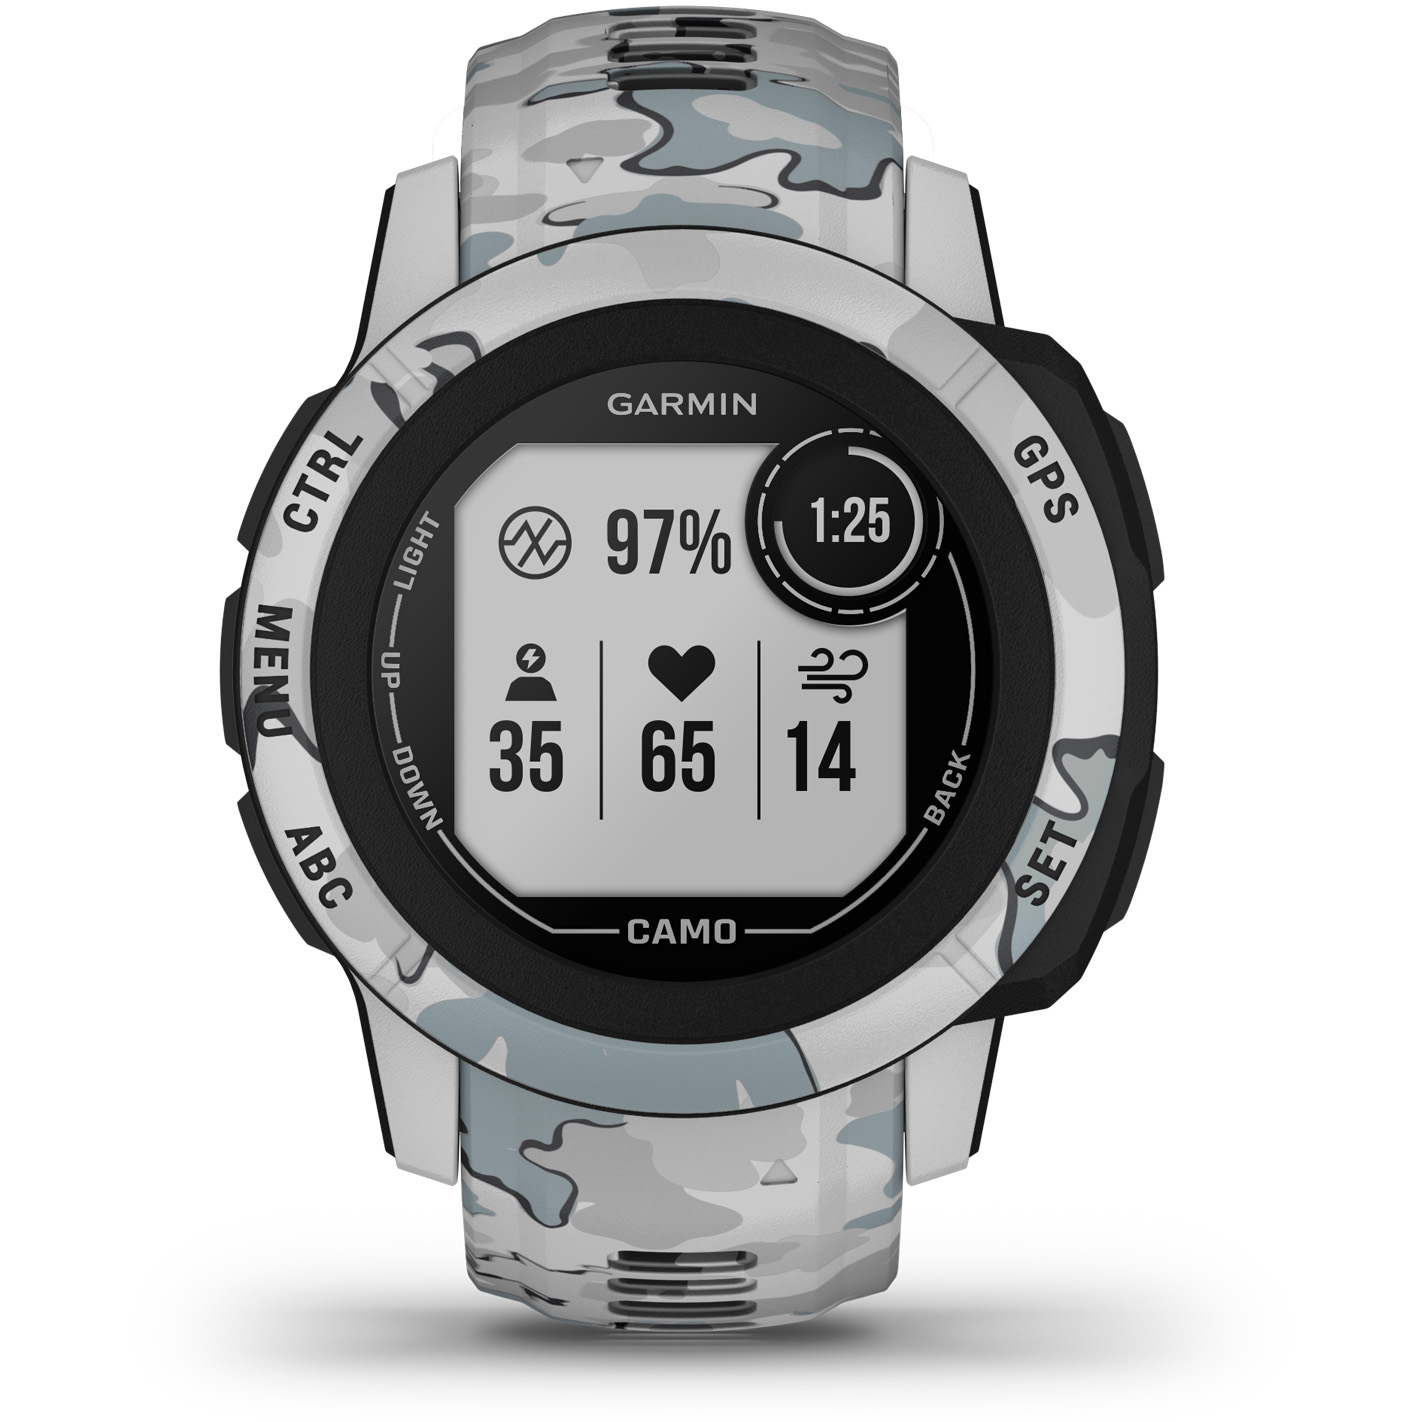 GARMIN
CTRL
GPS
LIGHT
97%
1:25
MENU
UP
35
65
14
DOWN
BACK
ABC
SET
CAMO